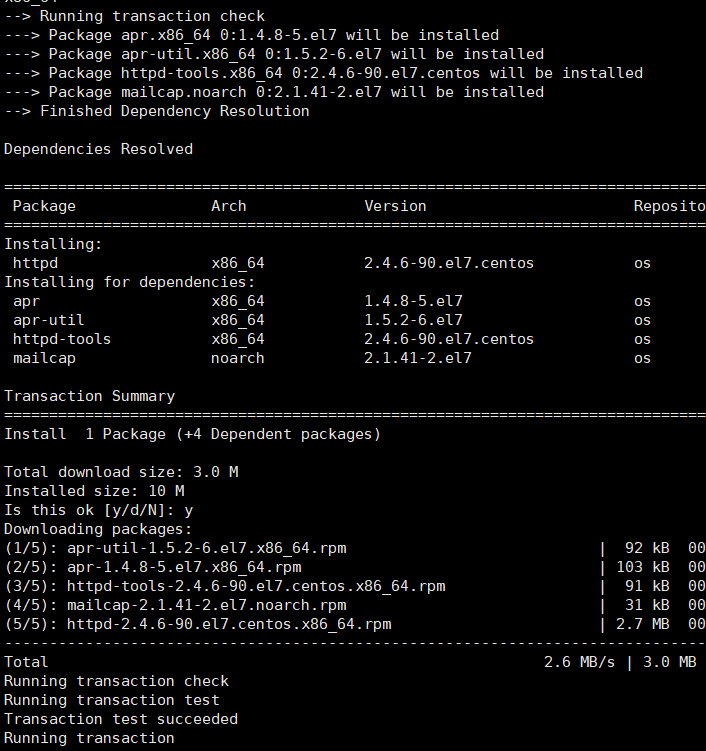 --> Running transaction check
---> Package apr.x86_64 0:1.4.8-5.el7 will be installed
---> Package apr-util.x86_64 0:1.5.2-6.el7 will be installed
---> Package httpd-tools.x86_64 0:2.4.6-90.el7.centos will be installed
---> Package mailcap.noarch 0:2.1.41-2.el7 will be installed
--> Finished Dependency Resolution
Dependencies Resolved
================================================================================
Package Arch Version Reposito
================================================================================
Installing:
httpd x86_64 2.4.6-90.el7.centos os
Installing for dependencies:
apr x86_64 1.4.8-5.el7 os
apr-util x86_64 1.5.2-6.el7 os
httpd-tools x86_64 2.4.6-90.el7.centos os
mailcap noarch 2.1.41-2.el7 os
Transaction Summary
================================================================================
Install  1 Package (+4 Dependent packages)
Total download size: 3.0 M
Installed size: 10 M
Is this ok [y/d/N]: y
Downloading packages:
(1/5): apr-util-1.5.2-6.el7.x86_64.rpm | 92 kB 00
(2/5): apr-1.4.8-5.el7.x86_64.rpm | 103 kB 00
(3/5): httpd-tools-2.4.6-90.el7.centos.x86_64.rpm | 91 kB 00
(4/5): mailcap-2.1.41-2.el7.noarch.rpm | 31 kB 00
(5/5): httpd-2.4.6-90.el7.centos.x86_64.rpm | 2.7 MB 00
--------------------------------------------------------------------------------
Total 2.6 MB/s | 3.0 MB
Running transaction check
Running transaction test
Transaction test succeeded
Running transaction